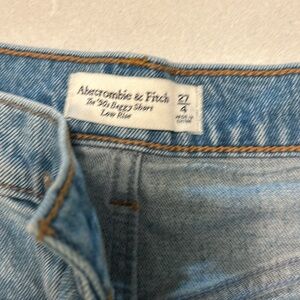 Abercrombie & Fitch
The '90s Baggy Short
Low Rise
27
4